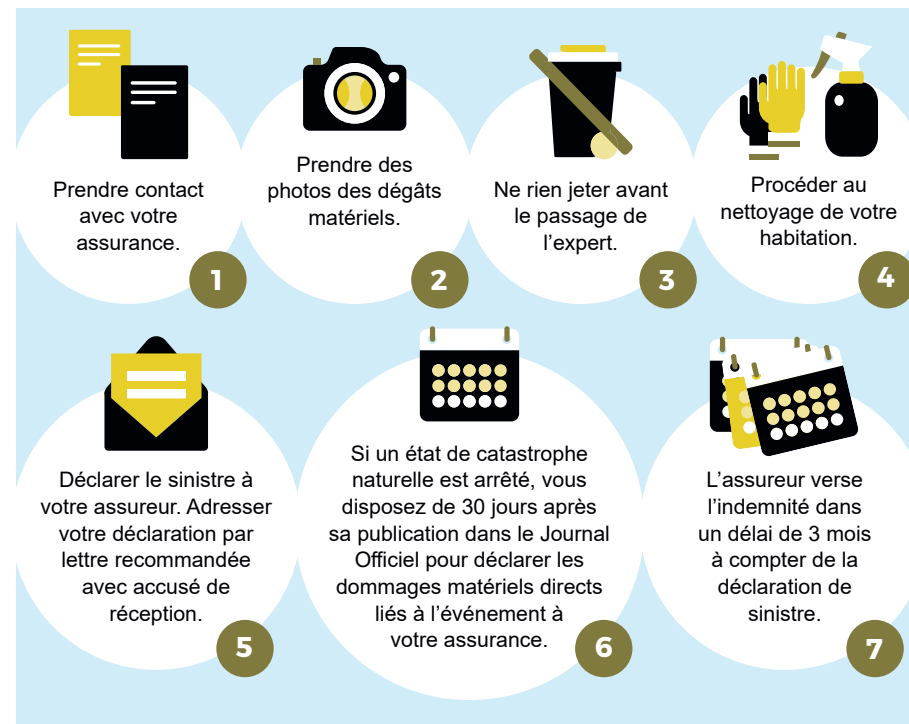 Prendre contact
avec votre
assurance.
1
Prendre des
photos des dégâts
matériels.
2
Ne rien jeter avant
le passage de
l’expert.
3
Procéder au
nettoyage de votre
habitation.
4
Déclarer le sinistre à
votre assureur. Adresser
votre déclaration par
lettre recommandée
avec accusé de
réception.
5
Si un état de catastrophe
naturelle est arrêté, vous
disposez de 30 jours après
sa publication dans le Journal
Officiel pour déclarer les
dommages matériels directs
liés à l’événement à
votre assurance.
6
L’assureur verse
l’indemnité dans
un délai de 3 mois
à compter de la
déclaration de
sinistre.
7